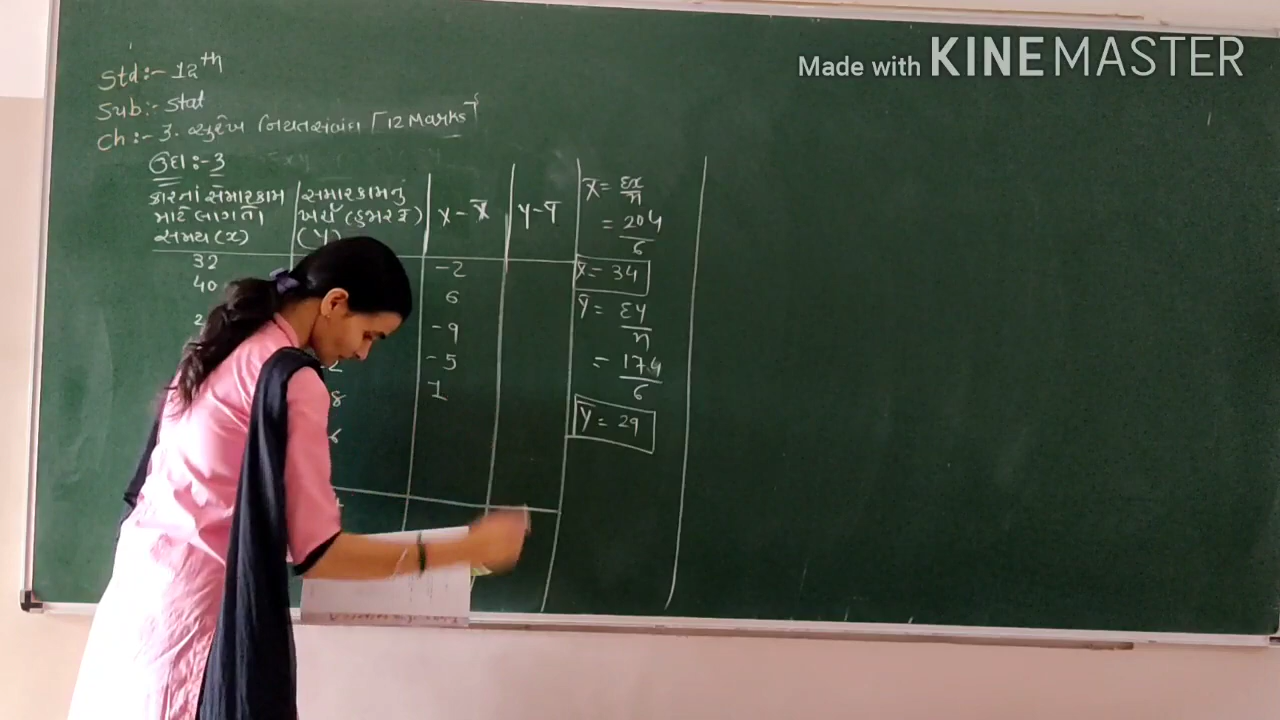 Made with KINEMASTER
Std:- 12th
Sub:- Stat
Ch:- 3. સુરેખ નિયતસંબંધ [12 Marks]
ઉદા:-3
કારનાં સમારકામ માટે લાગતો સમય (x)
સમારકામનું ખર્ચ (હજાર ₹) (Y)
x - x̄
Y - Ȳ
32
-2
40
6
-9
-5
1
8
6
x̄ = Σx/n
= 204/6
x̄ = 34
ȳ = Σy/n
= 174/6
ȳ = 29